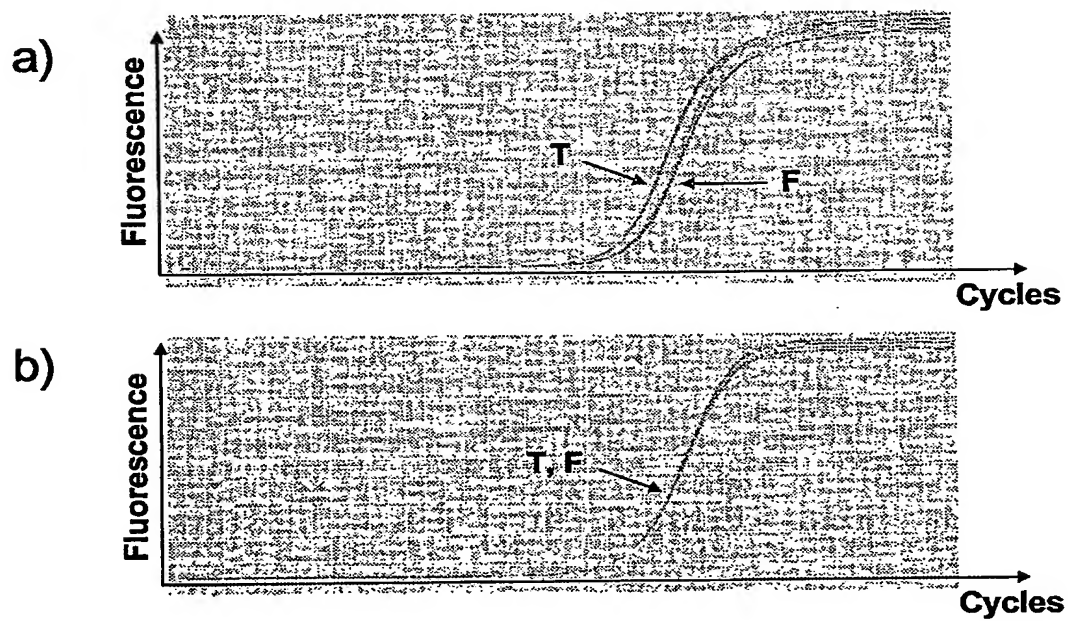 a)
Fluorescence
T
F
Cycles
b)
Fluorescence
T, F
Cycles